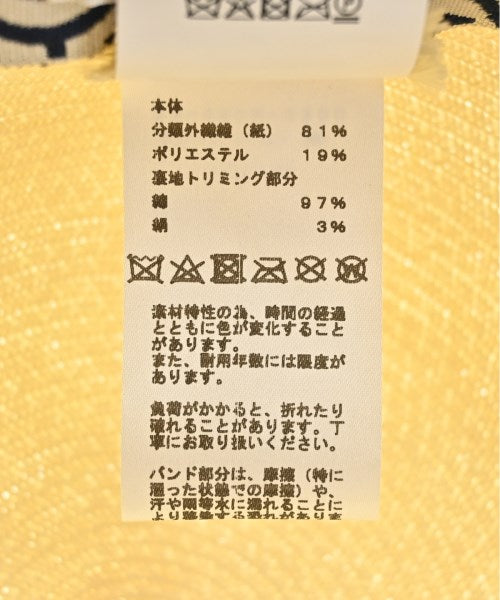 本体
分類外繊維（紙） 81%
ポリエステル 19%
裏地トリミング部分
綿 97%
絹 3%
素材特性の為、時間の経過
とともに色が変化すること
があります。
また、耐用年数には限度が
あります。
負荷がかかると、折れたり
破れることがあります。丁
寧にお取り扱いください。
バンド部分は、摩擦（特に
湿った状態での摩擦）や、
汗や雨等水に濡れることに